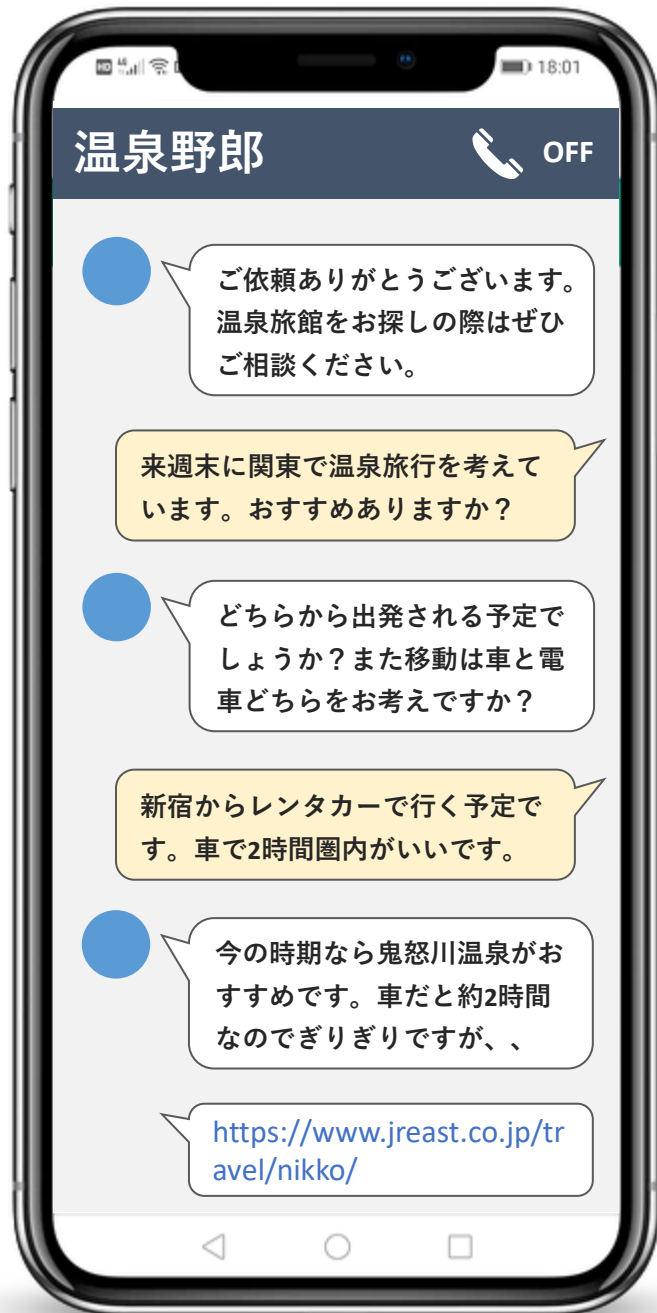 HD 4G 18:01
温泉野郎 OFF
ご依頼ありがとうございます。
温泉旅館をお探しの際はぜひ
ご相談ください。
来週末に関東で温泉旅行を考えて
います。おすすめありますか？
どちらから出発される予定で
しょうか？また移動は車と電
車どちらをお考えですか？
新宿からレンタカーで行く予定で
す。車で2時間圏内がいいです。
今の時期なら鬼怒川温泉がお
すすめです。車だと約2時間
なのでぎりぎりですが、、
https://www.jreast.co.jp/tr
avel/nikko/